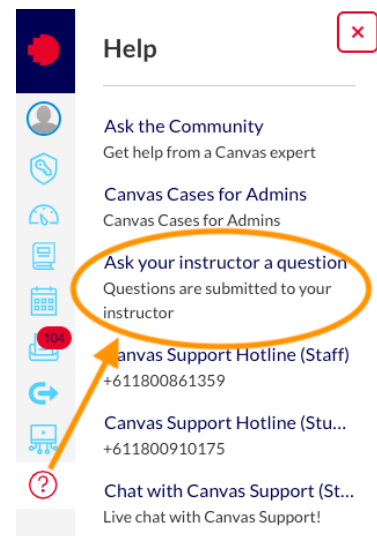 Help
×
Ask the Community
Get help from a Canvas expert
Canvas Cases for Admins
Canvas Cases for Admins
Ask your instructor a question
Questions are submitted to your
instructor
104
Canvas Support Hotline (Staff)
+611800861359
Canvas Support Hotline (Stu...
+611800910175
?
Chat with Canvas Support (St...
Live chat with Canvas Support!